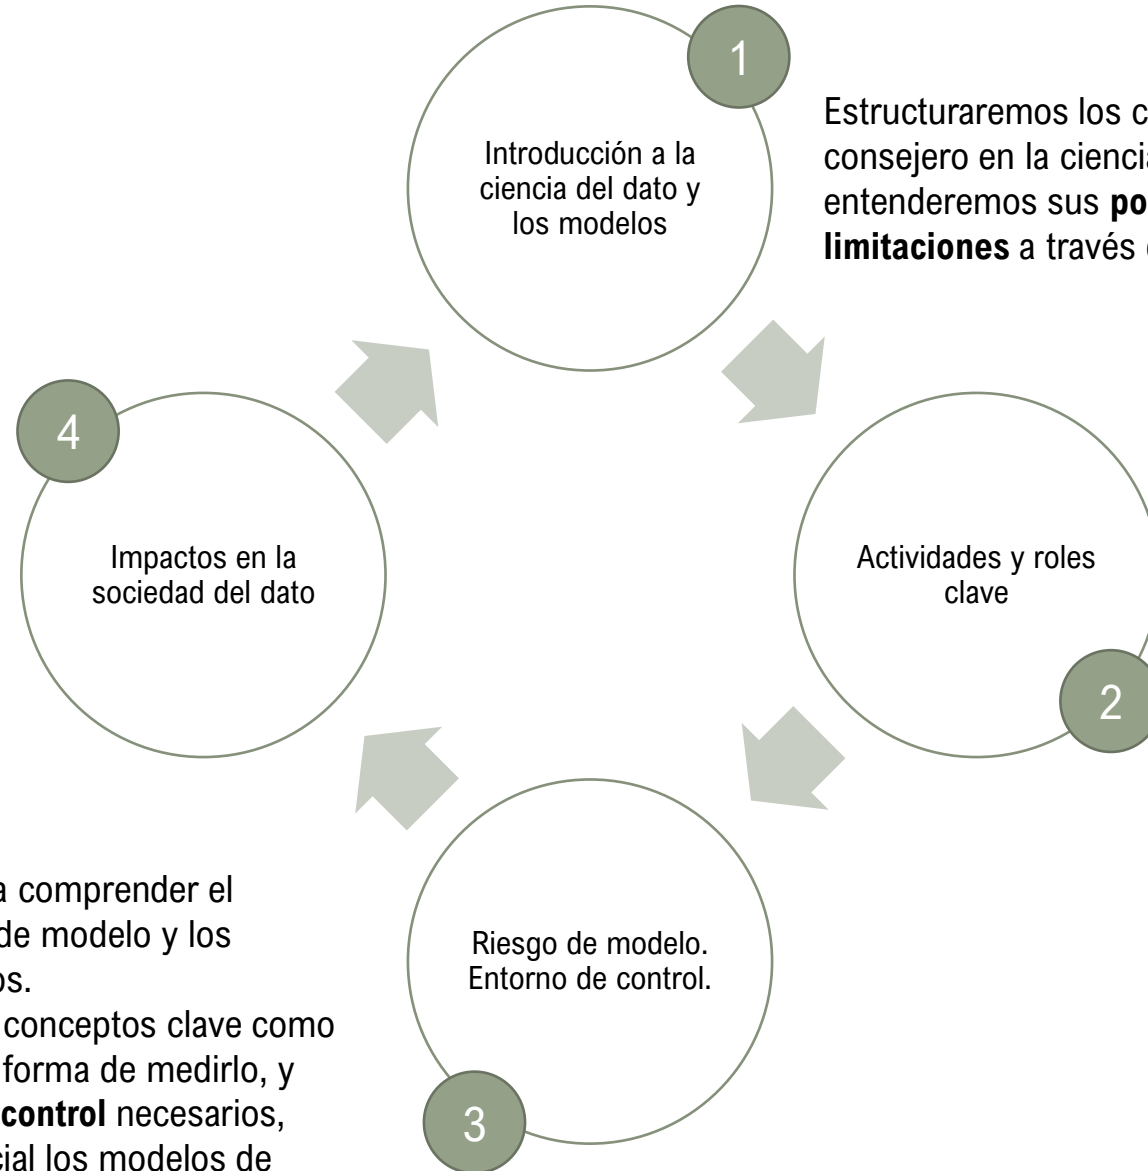 1
Introducción a la
ciencia del dato y
los modelos
Estructuraremos los c
consejero en la ciencia
entenderemos sus po
limitaciones a través
4
Impactos en la
sociedad del dato
Actividades y roles
clave
2
a comprender el
de modelo y los
os.
conceptos clave como
forma de medirlo, y
control necesarios,
cial los modelos de
Riesgo de modelo.
Entorno de control.
3